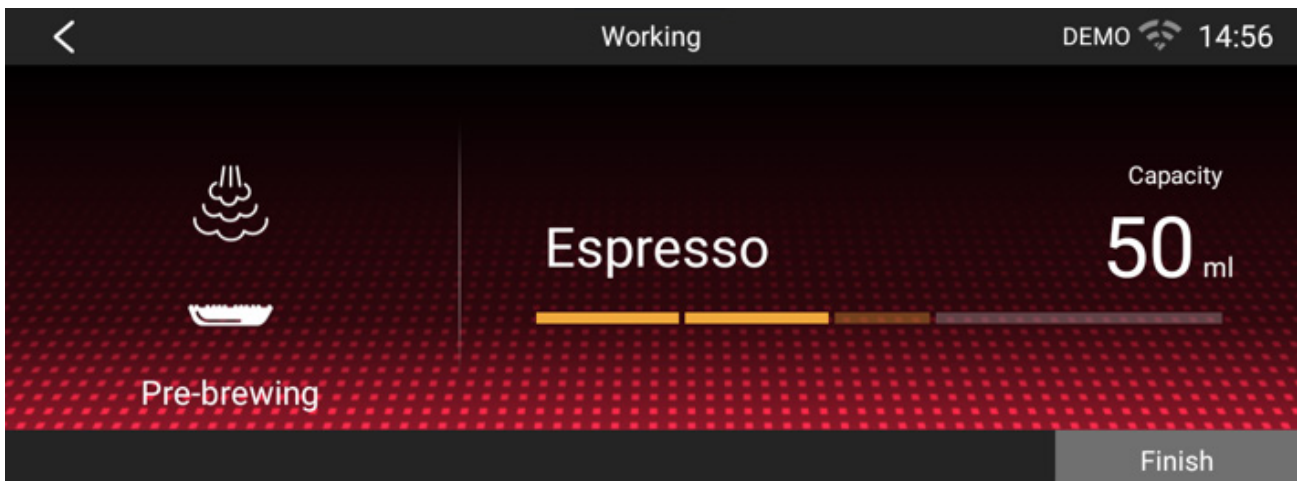 Working
DEMO 14:56
Capacity
Espresso
50 ml
Pre-brewing
Finish